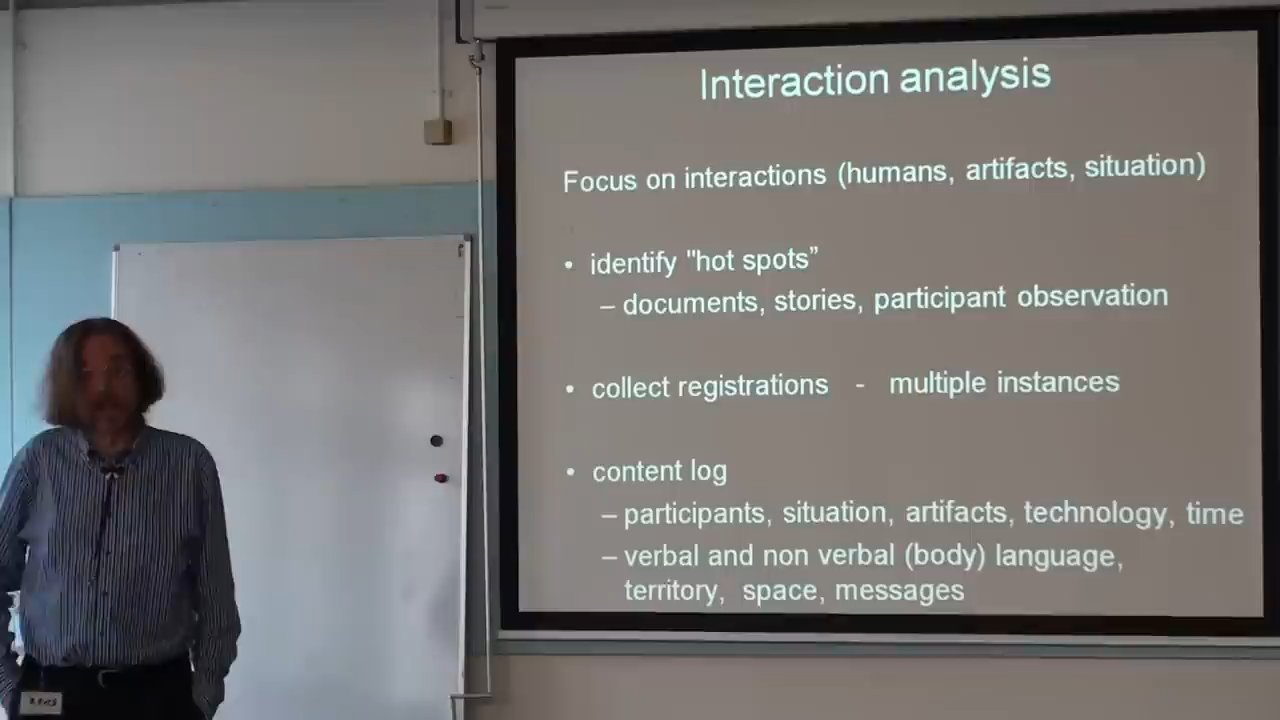 Interaction analysis
Focus on interactions (humans, artifacts, situation)
• identify "hot spots”
– documents, stories, participant observation
• collect registrations - multiple instances
• content log
– participants, situation, artifacts, technology, time
– verbal and non verbal (body) language,
territory, space, messages